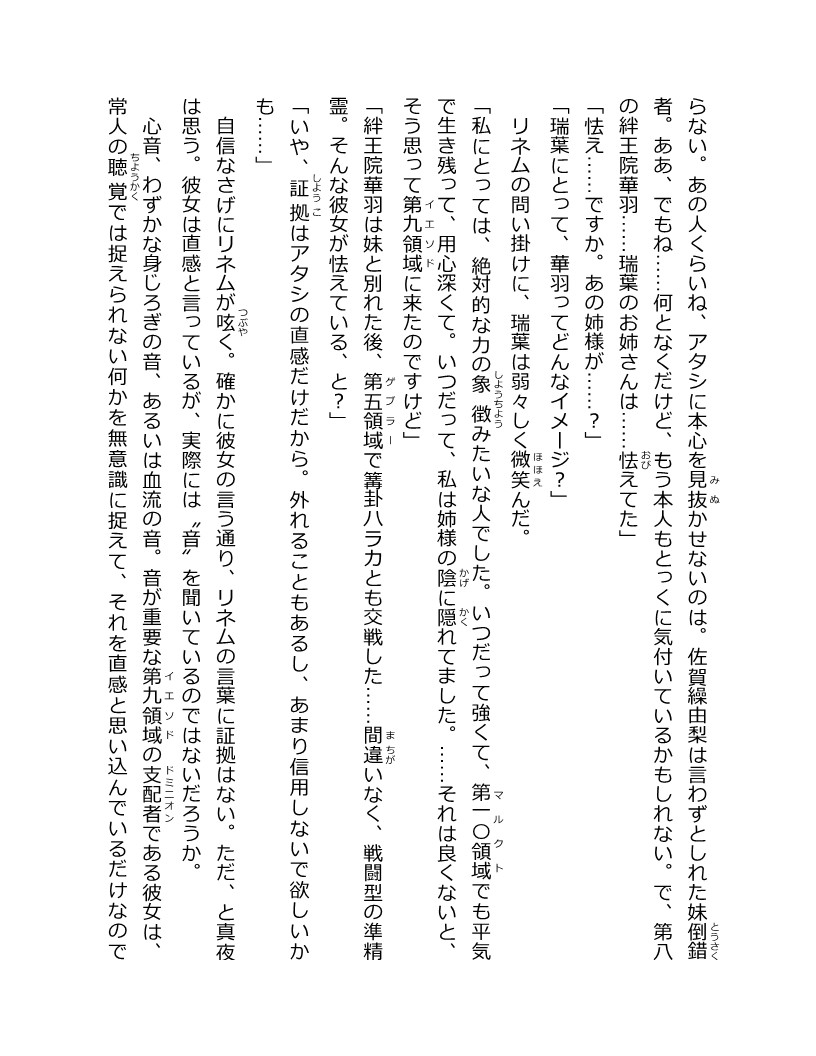 らない。あの人くらいね、アタシに本心を見抜かせないのは。佐賀繰由梨は言わずとしれた妹倒錯
者。ああ、でもね……何となくだけど、もう本人もとっくに気付いているかもしれない。で、第八
の絆王院華羽……瑞葉のお姉さんは……怯えてた」
「怯え……ですか。あの姉様が……？」
「瑞葉にとって、華羽ってどんなイメージ？」
リネムの問い掛けに、瑞葉は弱々しく微笑んだ。
「私にとっては、絶対的な力の象徴みたいな人でした。いつだって強くて、第一〇領域でも平気
で生き残って、用心深くて。いつだって、私は姉様の陰に隠れてました。……それは良くないと、
そう思って第九領域に来たのですけど」
「絆王院華羽は妹と別れた後、第五領域で篝卦ハラカとも交戦した……間違いなく、戦闘型の準精
霊。そんな彼女が怯えている、と？」
「いや、証拠はアタシの直感だけだから。外れることもあるし、あまり信用しないで欲しいか
も……」
自信なさげにリネムが呟く。確かに彼女の言う通り、リネムの言葉に証拠はない。ただ、と真夜
は思う。彼女は直感と言っているが、実際には〝音〟を聞いているのではないだろうか。
心音、わずかな身じろぎの音、あるいは血流の音。音が重要な第九領域の支配者である彼女は、
常人の聴覚では捉えられない何かを無意識に捉えて、それを直感と思い込んでいるだけなので